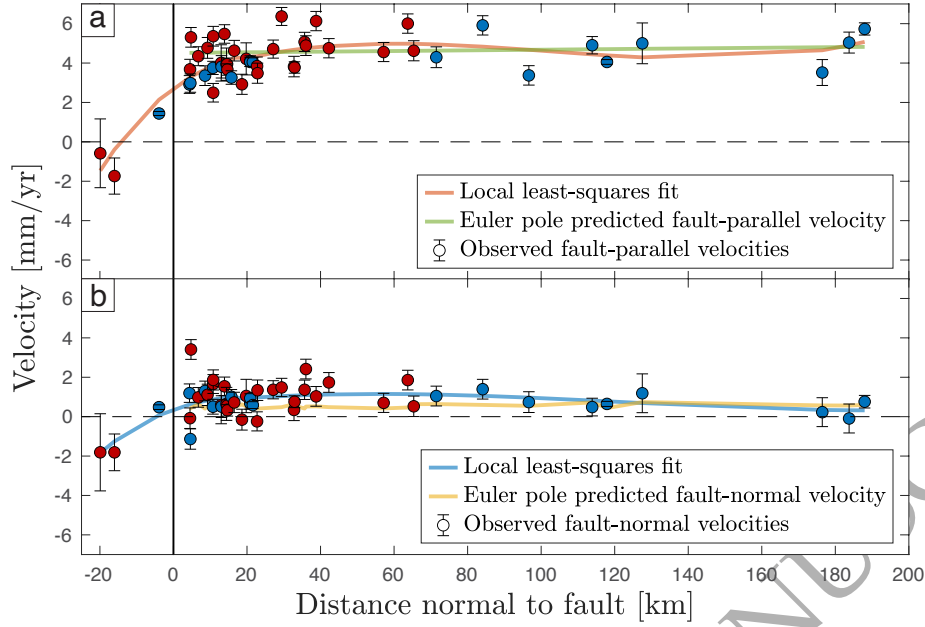 a
6
4
2
0
-2
-4
-6
Local least-squares fit
Euler pole predicted fault-parallel velocity
Observed fault-parallel velocities
Velocity [mm/yr]
b
6
4
2
0
-2
-4
-6
Local least-squares fit
Euler pole predicted fault-normal velocity
Observed fault-normal velocities
-20 0 20 40 60 80 100 120 140 160 180 200
Distance normal to fault [km]